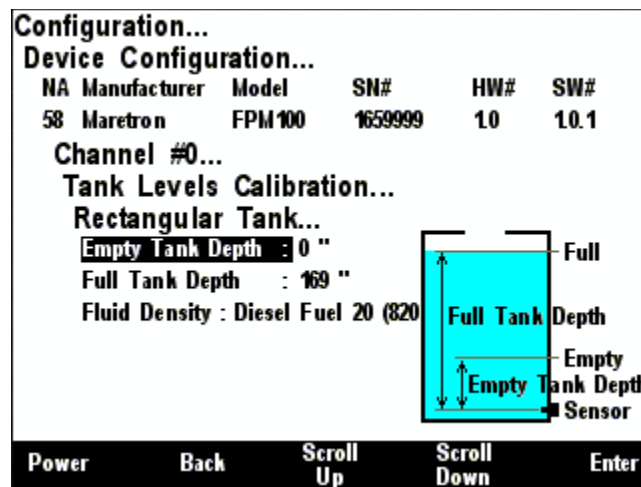 Configuration...
Device Configuration...
NA Manufacturer Model SN# HW# SW#
58 Maretron FPM100 1659999 1.0 1.0.1
Channel #0...
Tank Levels Calibration...
Rectangular Tank...
Empty Tank Depth : 0 "
Full Tank Depth : 169 "
Fluid Density : Diesel Fuel 20 (820
Full
Full Tank Depth
Empty
Empty Tank Depth
Sensor
Power Back Scroll Up Scroll Down Enter